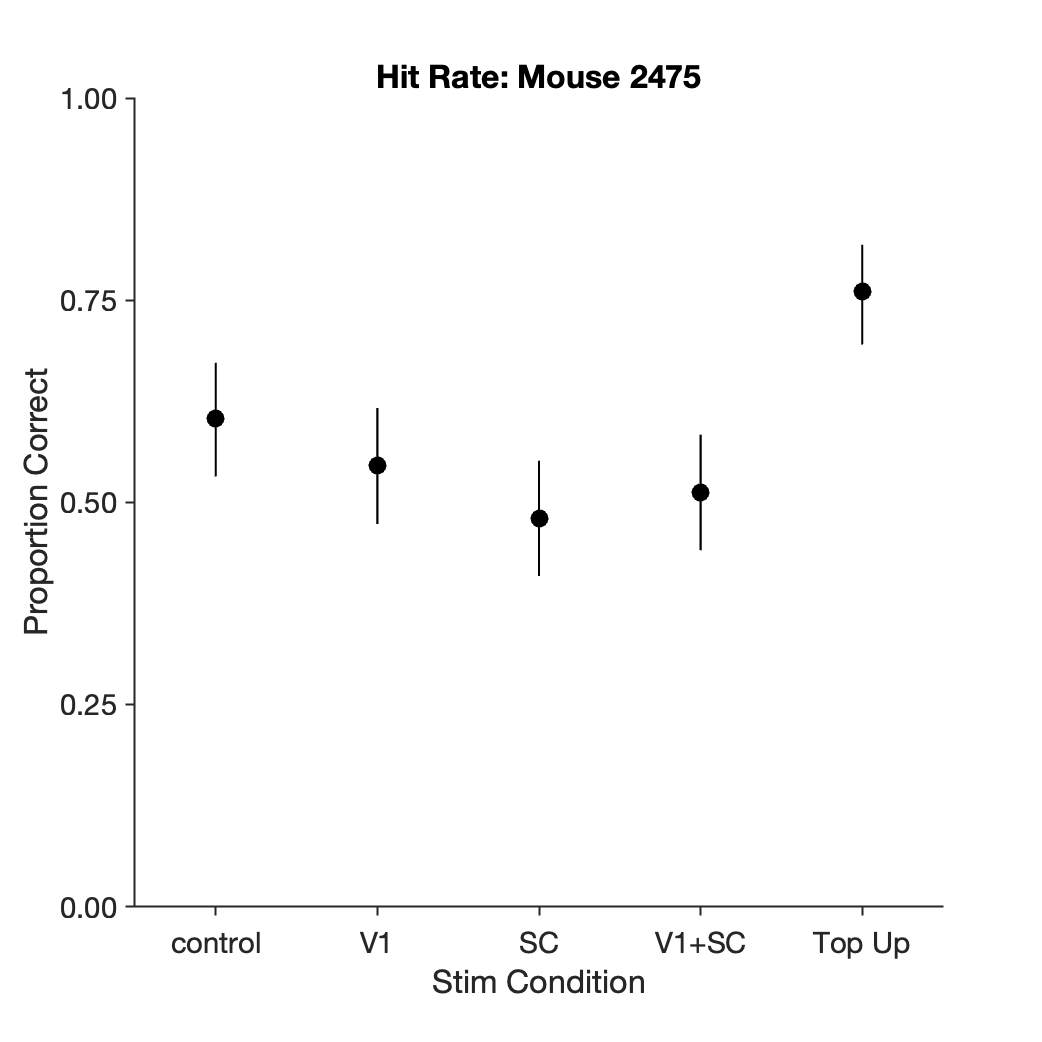 Hit Rate: Mouse 2475
1.00
0.75
0.50
0.25
0.00
Proportion Correct
control V1 SC V1+SC Top Up
Stim Condition